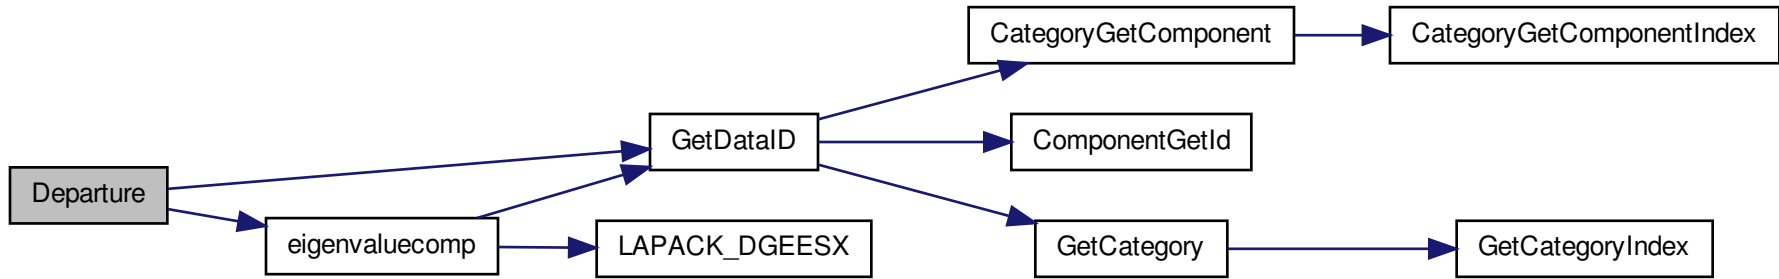 CategoryGetComponent
CategoryGetComponentIndex
GetDataID
ComponentGetId
Departure
eigenvaluecomp
LAPACK_DGEESX
GetCategory
GetCategoryIndex